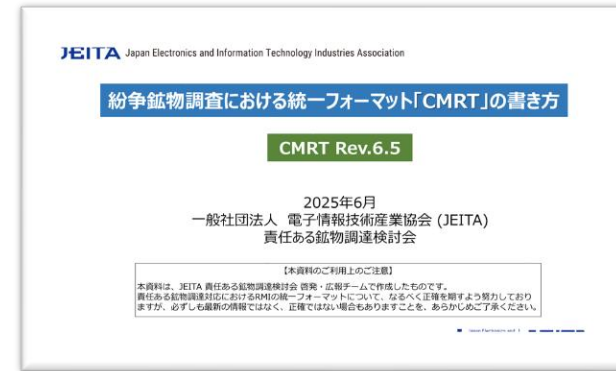 JEITA Japan Electronics and Information Technology Industries Association
紛争鉱物調査における統一フォーマット「CMRT」の書き方
CMRT Rev.6.5
2025年6月
一般社団法人 電子情報技術産業協会 (JEITA)
責任ある鉱物調達検討会
【本資料のご利用上のご注意】
本資料は、JEITA 責任ある鉱物調達検討会 啓発・広報チームで作成したものです。
責任ある鉱物調達対応におけるRMIの統一フォーマットについて、なるべく正確を期すよう努力しており
ますが、必ずしも最新の情報ではなく、正確ではない場合もありますことを、あらかじめご了承ください。